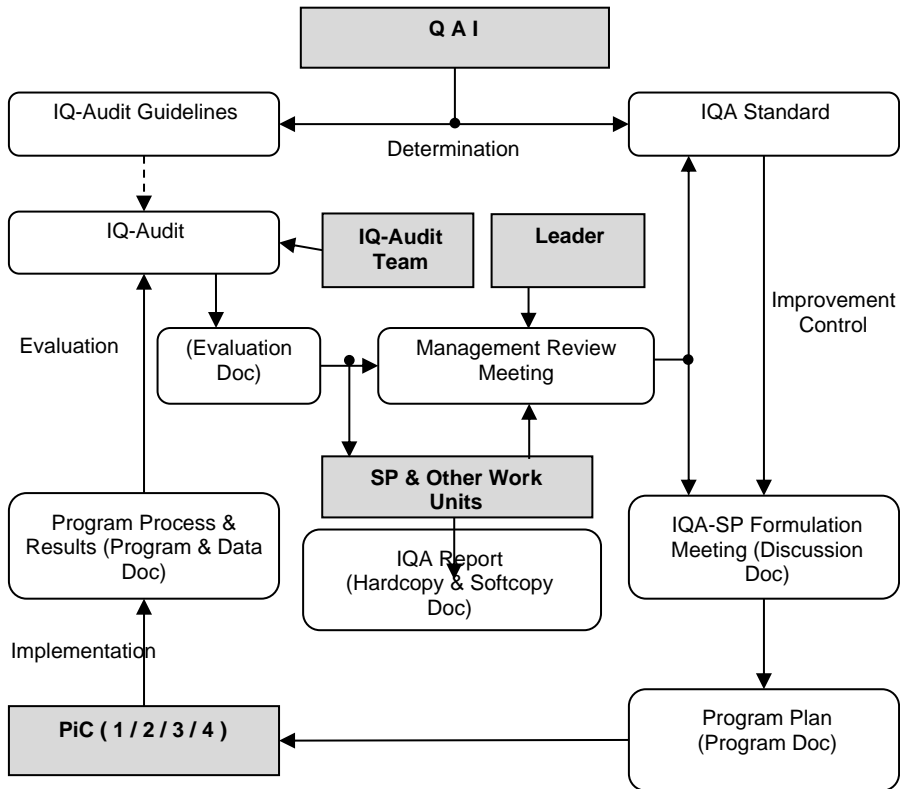 Q A I
IQ-Audit Guidelines
IQA Standard
Determination
IQ-Audit
IQ-Audit
Team
Leader
Improvement
Control
Evaluation
(Evaluation
Doc)
Management Review
Meeting
SP & Other Work
Units
Program Process &
Results (Program & Data
Doc)
IQA Report
(Hardcopy & Softcopy
Doc)
IQA-SP Formulation
Meeting (Discussion
Doc)
Implementation
PiC ( 1 / 2 / 3 / 4 )
Program Plan
(Program Doc)